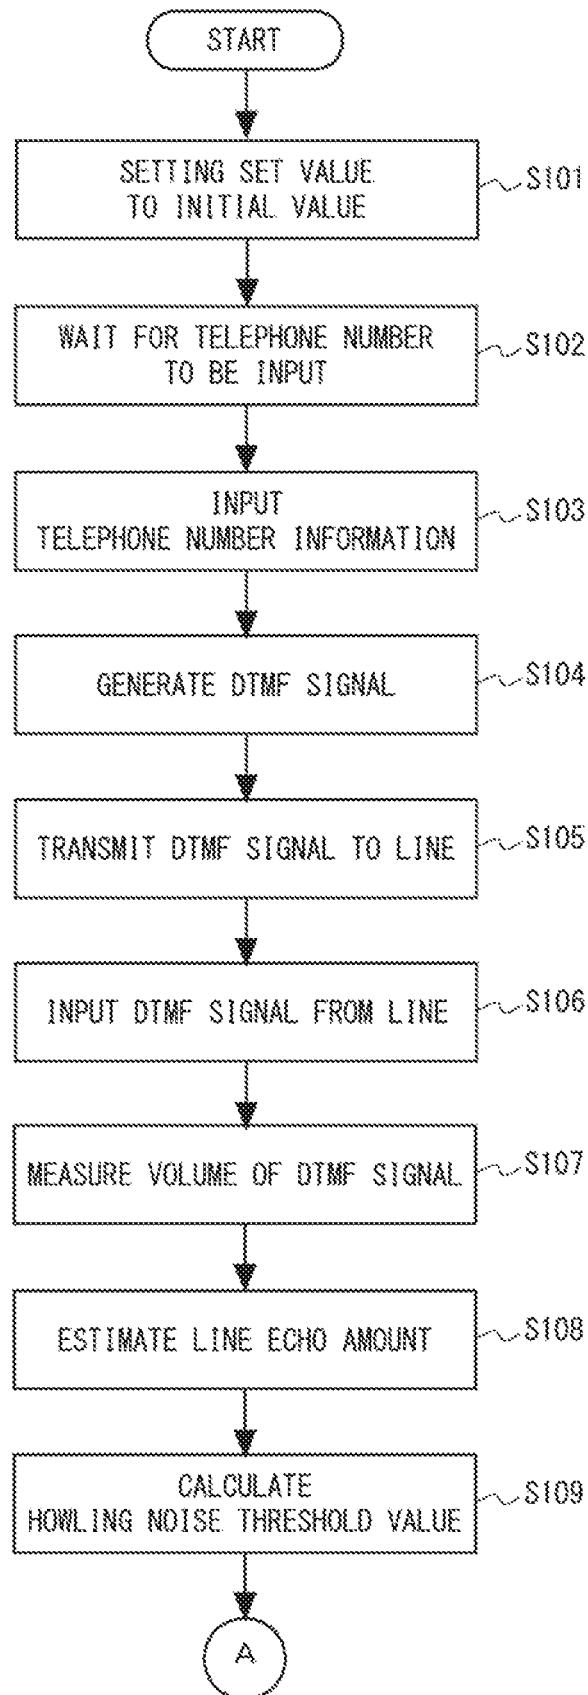 START
SETTING SET VALUE
TO INITIAL VALUE
S101
WAIT FOR TELEPHONE NUMBER
TO BE INPUT
S102
INPUT
TELEPHONE NUMBER INFORMATION
S103
GENERATE DTMF SIGNAL
S104
TRANSMIT DTMF SIGNAL TO LINE
S105
INPUT DTMF SIGNAL FROM LINE
S106
MEASURE VOLUME OF DTMF SIGNAL
S107
ESTIMATE LINE ECHO AMOUNT
S108
CALCULATE
HOWLING NOISE THRESHOLD VALUE
S109
A